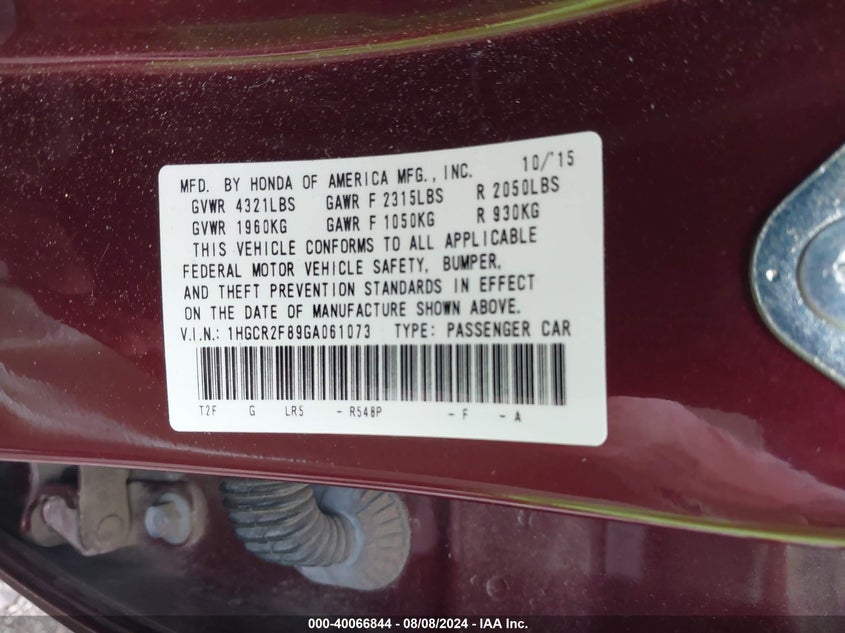 MFD. BY HONDA OF AMERICA MFG., INC. 10/'15
GVWR 4321LBS GAWR F 2315LBS R 2050LBS
GVWR 1960KG GAWR F 1050KG R 930KG
THIS VEHICLE CONFORMS TO ALL APPLICABLE
FEDERAL MOTOR VEHICLE SAFETY, BUMPER,
AND THEFT PREVENTION STANDARDS IN EFFECT
ON THE DATE OF MANUFACTURE SHOWN ABOVE.
V.I.N.: 1HGCR2F89GA061073 TYPE: PASSENGER CAR
T2F G LR5 - R548P - F - A
000-40066844 - 08/08/2024 - IAA Inc.